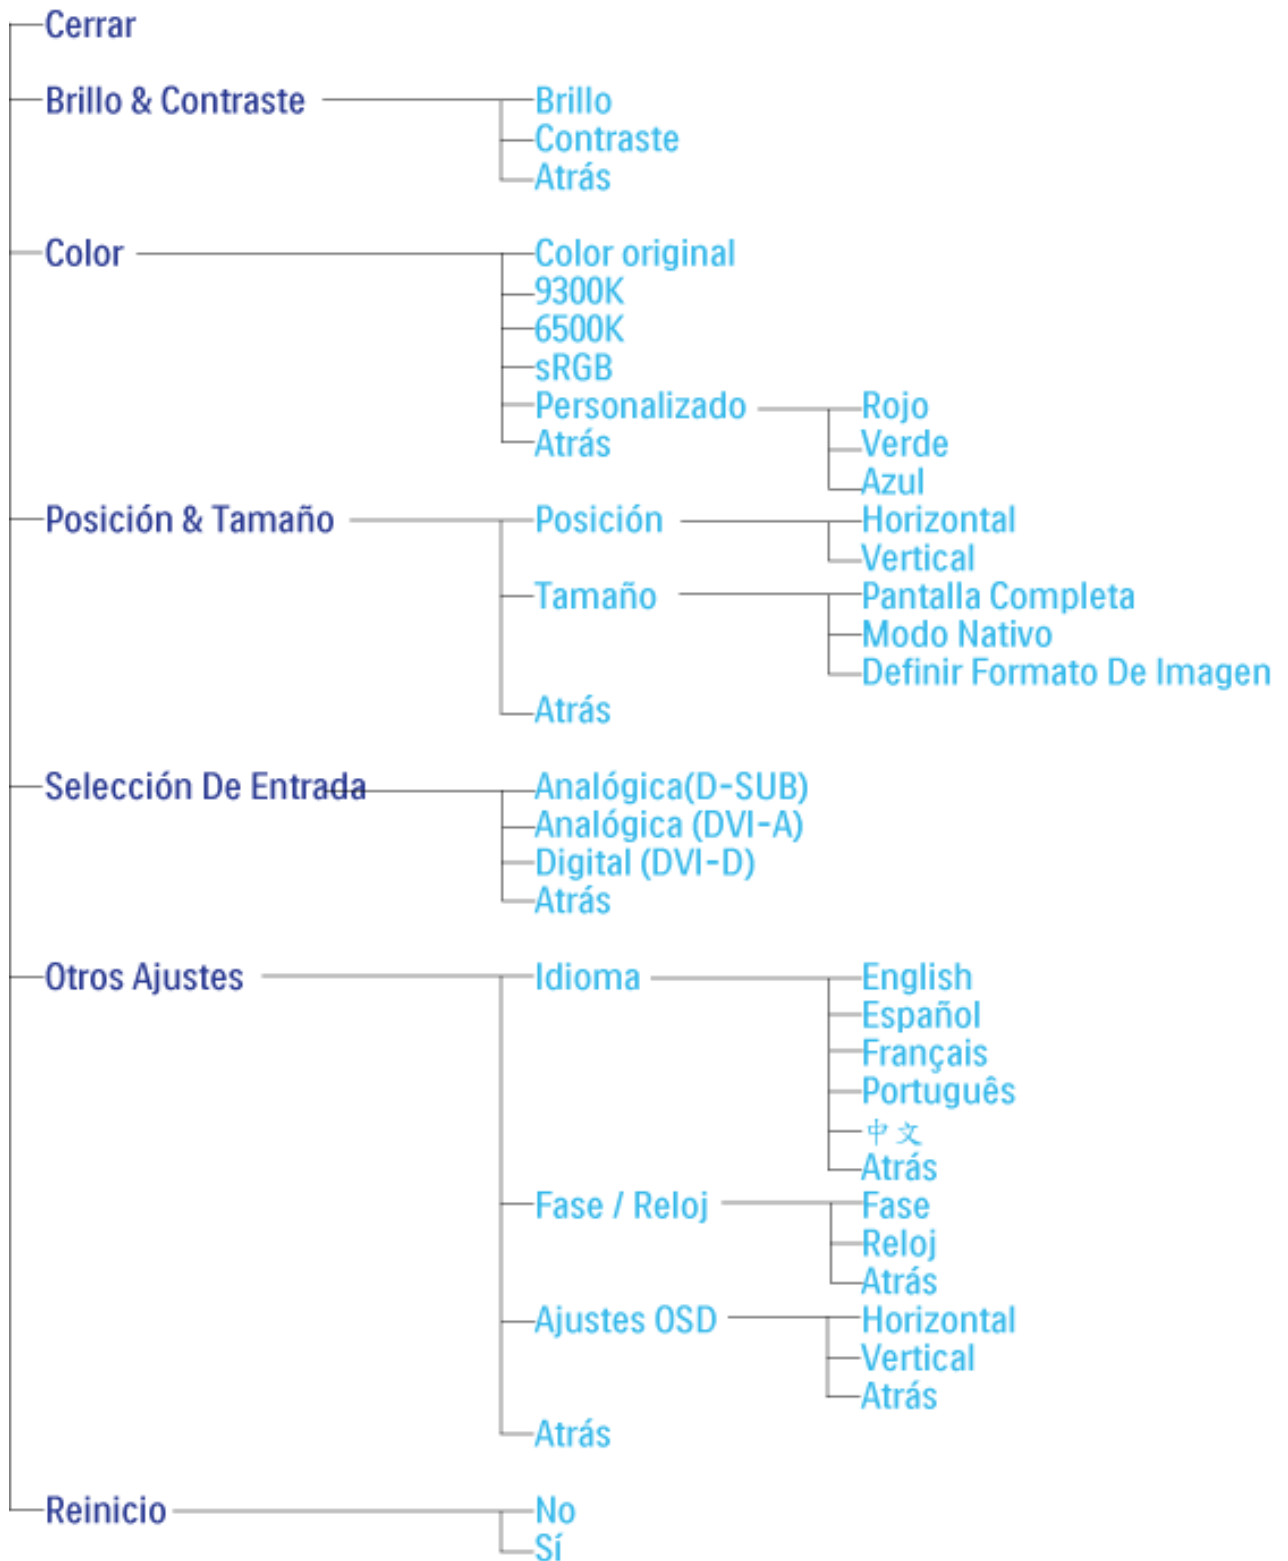 Cerrar
Brillo & Contraste Brillo
Contraste
Atrás
Color Color original
9300K
6500K
sRGB
Personalizado Rojo
Atrás Verde
Azul
Posición & Tamaño Posición Horizontal
Vertical
Tamaño Pantalla Completa
Modo Nativo
Definir Formato De Imagen
Atrás
Selección De Entrada Analógica(D-SUB)
Analógica (DVI-A)
Digital (DVI-D)
Atrás
Otros Ajustes Idioma English
Español
Français
Português
中文
Atrás
Fase / Reloj Fase
Reloj
Atrás
Ajustes OSD Horizontal
Vertical
Atrás
Atrás
Reinicio No
Sí